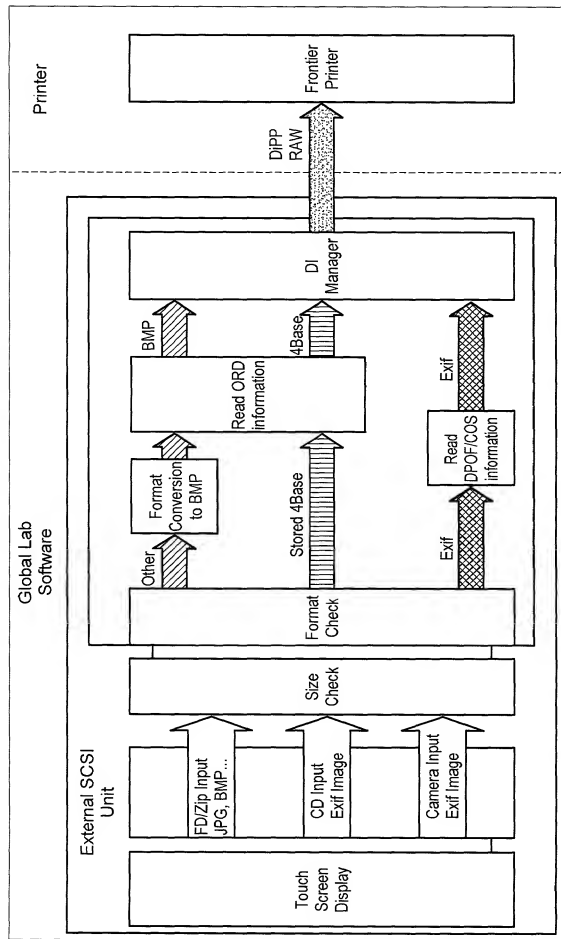 Global Lab
Software
Printer
External SCSI
Unit
Touch
Screen
Display
FD/Zip Input
JPG, BMP...
CD Input
Exif Image
Camera Input
Exif Image
Size
Check
Format
Check
Other
Format
Conversion
to BMP
Stored 4Base
Exif
Read ORD
information
Read
DPOF/COS
information
BMP
4Base
Exif
DI
Manager
DiPP
RAW
Frontier
Printer